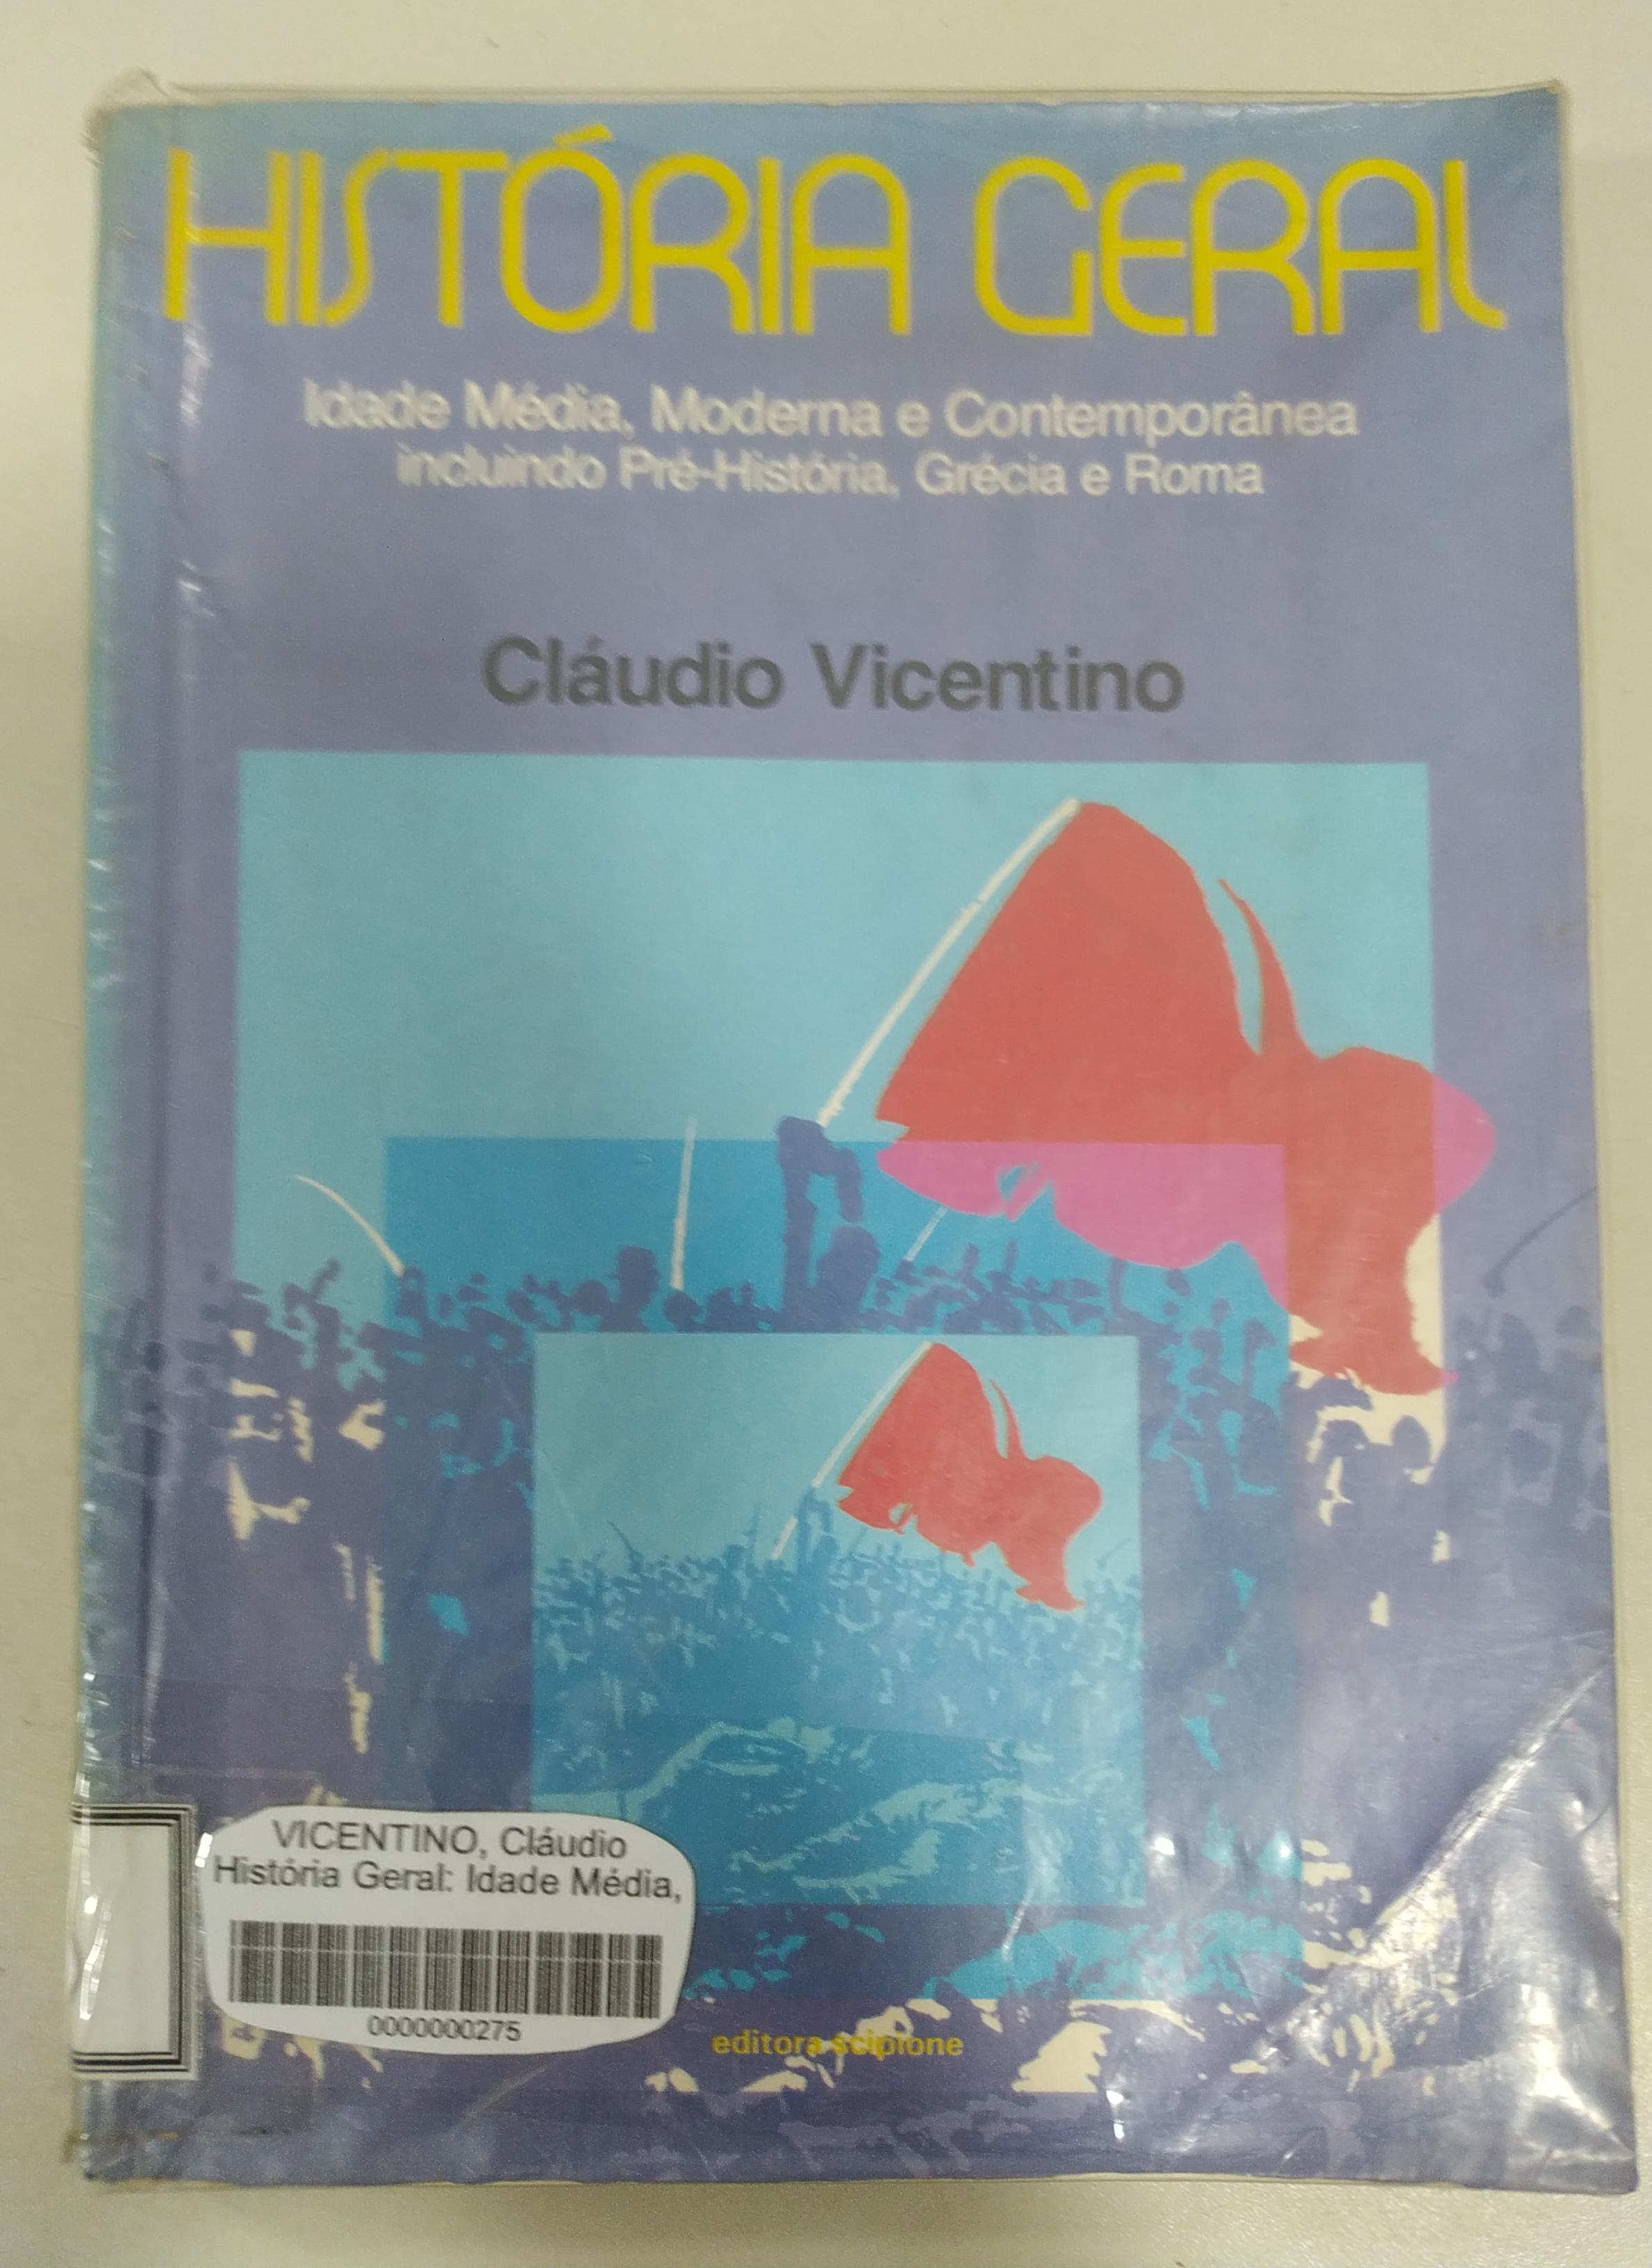 HISTÓRIA GERAL
Idade Média, Moderna e Contemporânea
incluindo Pré-História, Grécia e Roma
Cláudio Vicentino
VICENTINO, Cláudio
História Geral: Idade Média,
0000000275
editora scipione